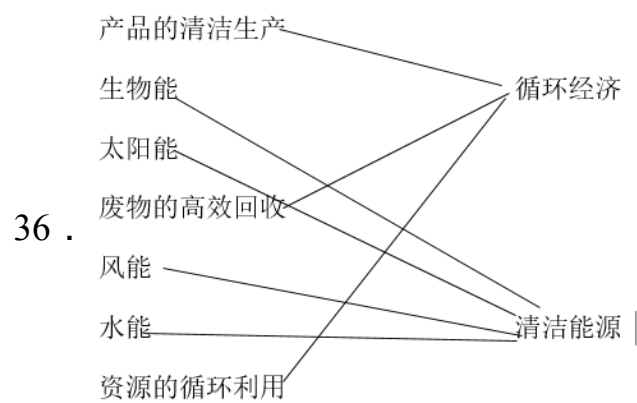 产品的清洁生产
生物能
循环经济
太阳能
废物的高效回收
36．
风能
水能
清洁能源
资源的循环利用